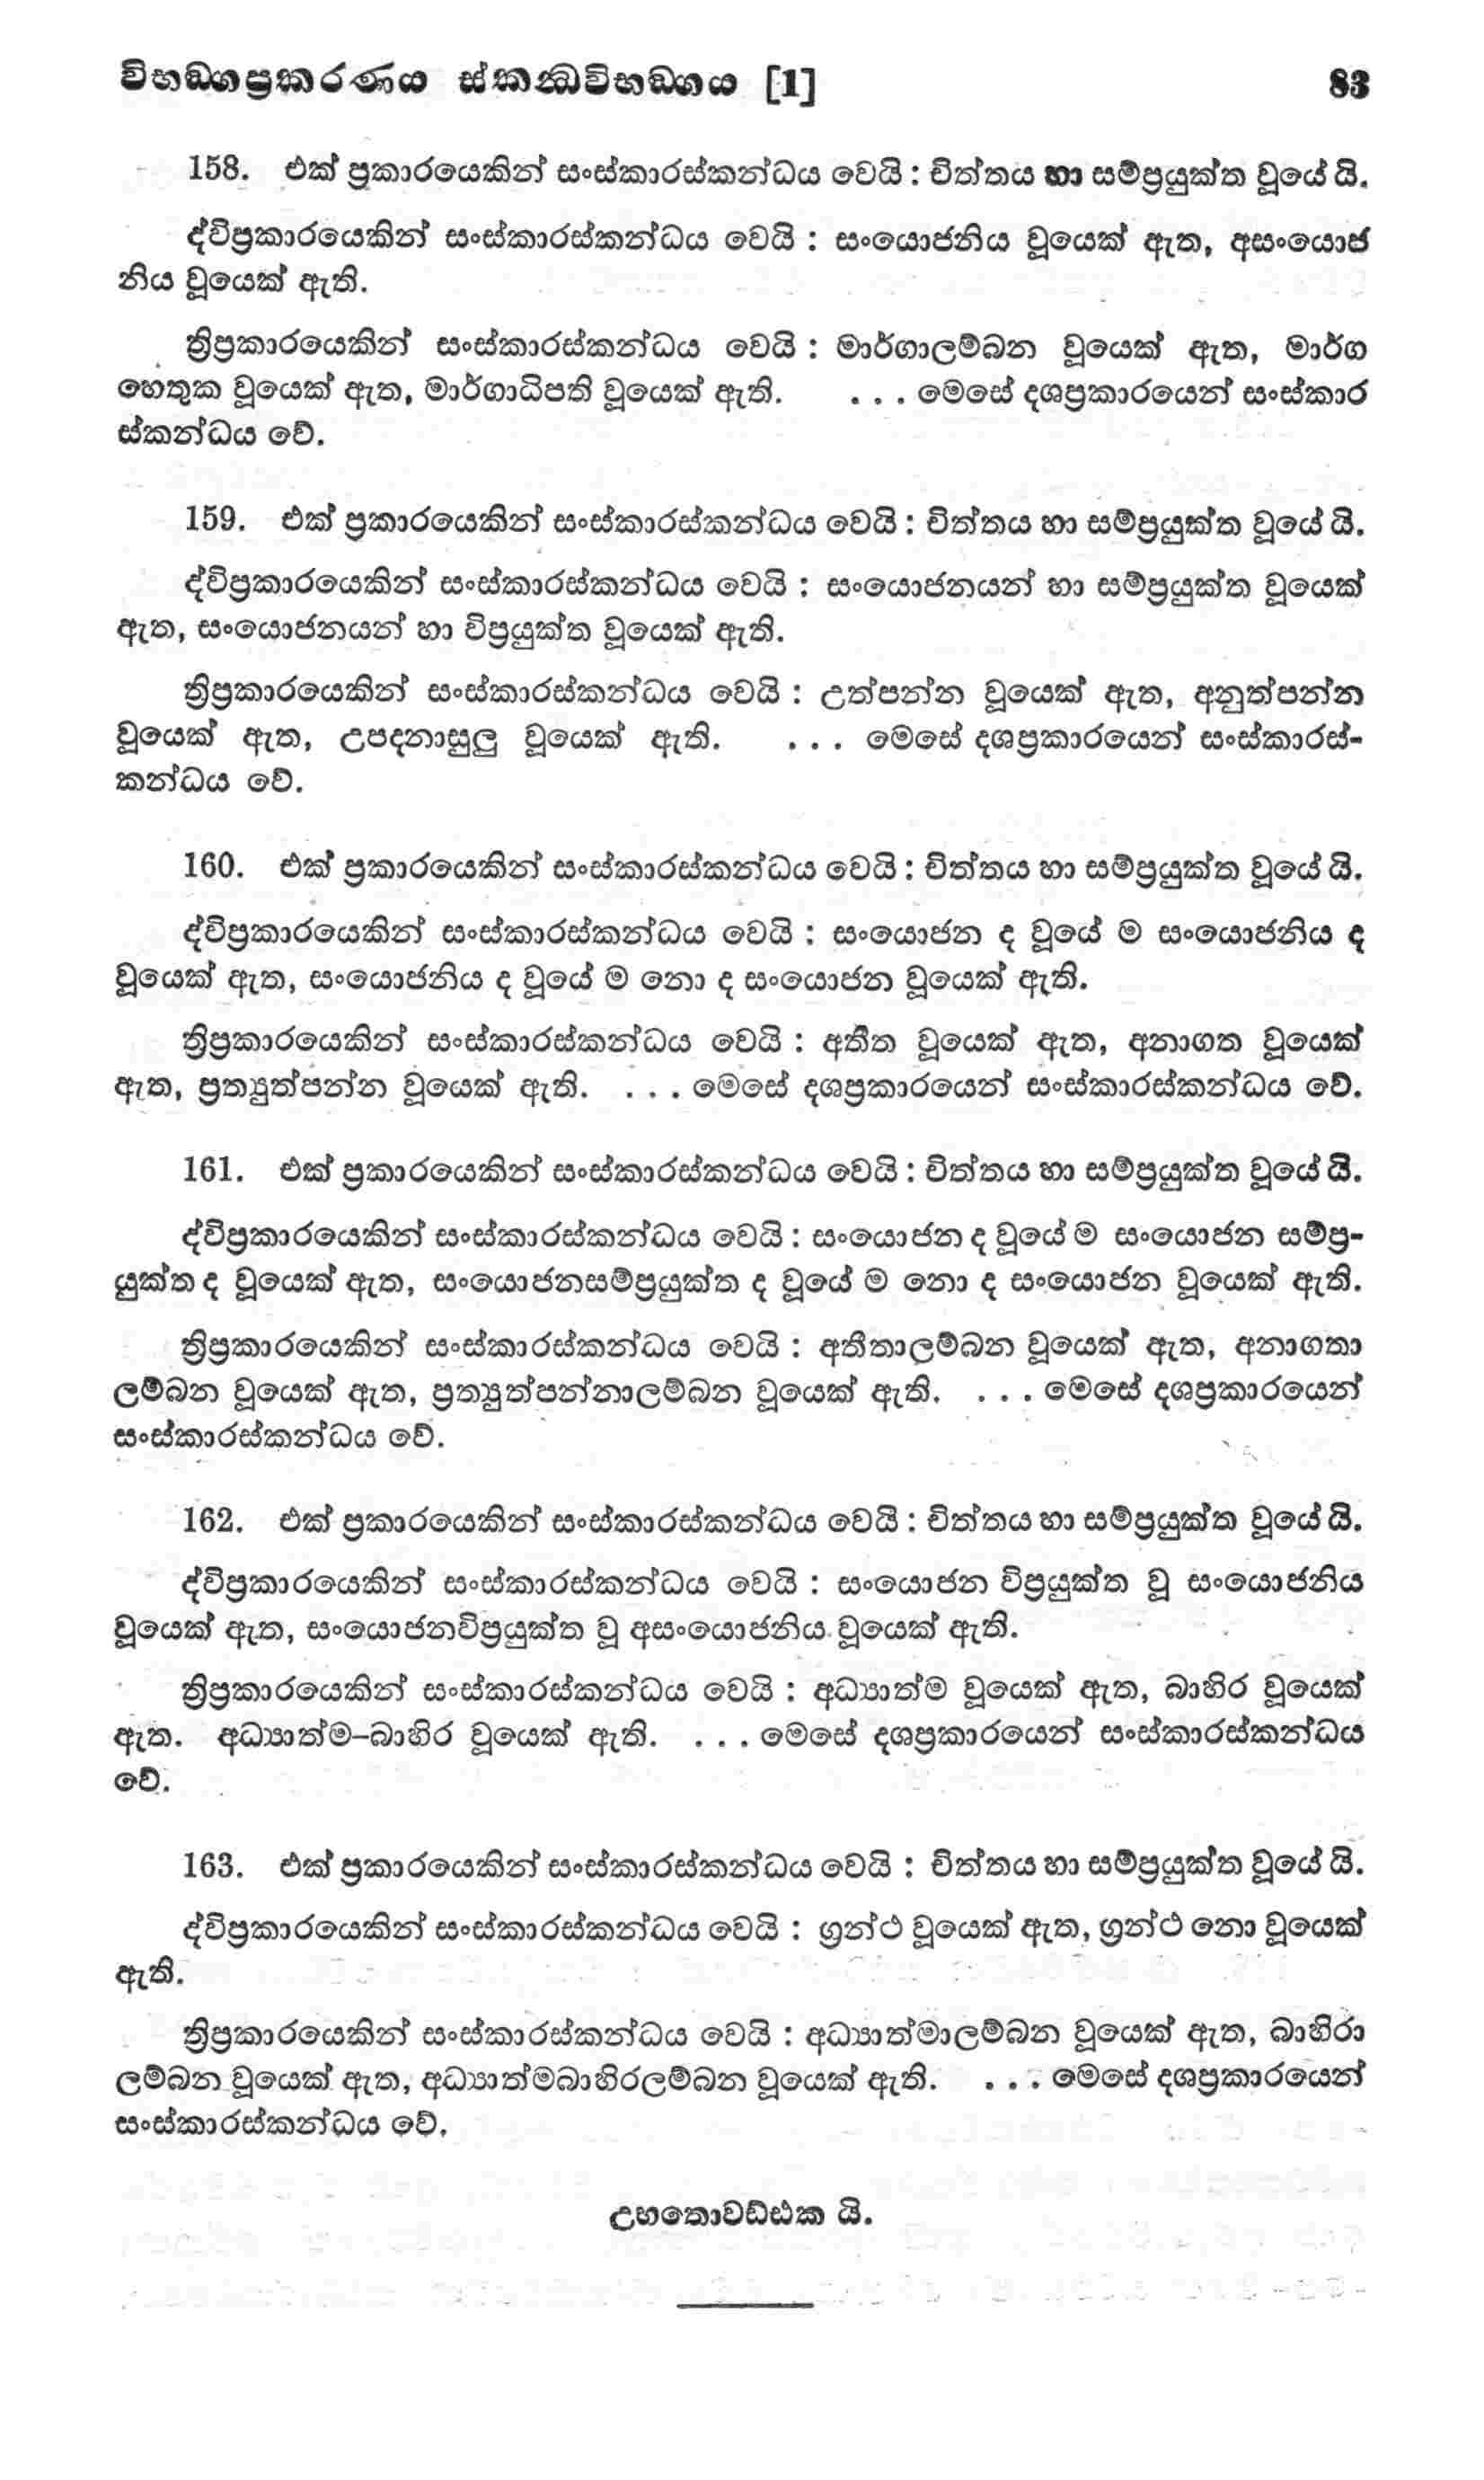 විභඞ්ගප්‍රකරණය ස්කන්‍ධවිභඞ්ගය [1] 83
158. එක් ප්‍රකාරයෙකින් සංස්කාරස්කන්ධය වෙයි : චිත්තය හා සම්ප්‍රයුක්ත වූයේ යි.
ද්විප්‍රකාරයෙකින් සංස්කාරස්කන්ධය වෙයි : සංයොජනිය වූයෙක් ඇත, අසංයොජ
නිය වූයෙක් ඇති.
ත්‍රිප්‍රකාරයෙකින් සංස්කාරස්කන්ධය වෙයි : මාර්ගාලම්බන වූයෙක් ඇත, මාර්ග
හෙතුක වූයෙක් ඇත, මාර්ගාධිපති වූයෙක් ඇති. . . . මෙසේ දශප්‍රකාරයෙන් සංස්කාර
ස්කන්ධය වේ.
159. එක් ප්‍රකාරයෙකින් සංස්කාරස්කන්ධය වෙයි : චිත්තය හා සම්ප්‍රයුක්ත වූයේ යි.
ද්විප්‍රකාරයෙකින් සංස්කාරස්කන්ධය වෙයි : සංයොජනයන් හා සම්ප්‍රයුක්ත වූයෙක්
ඇත, සංයොජනයන් හා විප්‍රයුක්ත වූයෙක් ඇති.
ත්‍රිප්‍රකාරයෙකින් සංස්කාරස්කන්ධය වෙයි : උත්පන්න වූයෙක් ඇත, අනුත්පන්න
වූයෙක් ඇත, උපදනාසුලු වූයෙක් ඇති. . . . මෙසේ දශප්‍රකාරයෙන් සංස්කාරස්-
කන්ධය වේ.
160. එක් ප්‍රකාරයෙකින් සංස්කාරස්කන්ධය වෙයි : චිත්තය හා සම්ප්‍රයුක්ත වූයේ යි.
ද්විප්‍රකාරයෙකින් සංස්කාරස්කන්ධය වෙයි : සංයොජන ද වූයේ ම සංයොජනිය ද
වූයෙක් ඇත, සංයොජනිය ද වූයේ ම නො ද සංයොජන වූයෙක් ඇති.
ත්‍රිප්‍රකාරයෙකින් සංස්කාරස්කන්ධය වෙයි : අතීත වූයෙක් ඇත, අනාගත වූයෙක්
ඇත, ප්‍රත්‍යුත්පන්න වූයෙක් ඇති. . . . මෙසේ දශප්‍රකාරයෙන් සංස්කාරස්කන්ධය වේ.
161. එක් ප්‍රකාරයෙකින් සංස්කාරස්කන්ධය වෙයි : චිත්තය හා සම්ප්‍රයුක්ත වූයේ යි.
ද්විප්‍රකාරයෙකින් සංස්කාරස්කන්ධය වෙයි : සංයොජන ද වූයේ ම සංයොජන සම්ප්‍ර-
යුක්ත ද වූයෙක් ඇත, සංයොජනසම්ප්‍රයුක්ත ද වූයේ ම නො ද සංයොජන වූයෙක් ඇති.
ත්‍රිප්‍රකාරයෙකින් සංස්කාරස්කන්ධය වෙයි : අතීතාලම්බන වූයෙක් ඇත, අනාගතා
ලම්බන වූයෙක් ඇත, ප්‍රත්‍යුත්පන්නාලම්බන වූයෙක් ඇති. . . . මෙසේ දශප්‍රකාරයෙන්
සංස්කාරස්කන්ධය වේ.
162. එක් ප්‍රකාරයෙකින් සංස්කාරස්කන්ධය වෙයි : චිත්තය හා සම්ප්‍රයුක්ත වූයේ යි.
ද්විප්‍රකාරයෙකින් සංස්කාරස්කන්ධය වෙයි : සංයොජන විප්‍රයුක්ත වූ සංයොජනිය
වූයෙක් ඇත, සංයොජනවිප්‍රයුක්ත වූ අසංයොජනිය වූයෙක් ඇති.
ත්‍රිප්‍රකාරයෙකින් සංස්කාරස්කන්ධය වෙයි : අධ්‍යාත්ම වූයෙක් ඇත, බාහිර වූයෙක්
ඇත. අධ්‍යාත්ම–බාහිර වූයෙක් ඇති. . . . මෙසේ දශප්‍රකාරයෙන් සංස්කාරස්කන්ධය
වේ.
163. එක් ප්‍රකාරයෙකින් සංස්කාරස්කන්ධය වෙයි : චිත්තය හා සම්ප්‍රයුක්ත වූයේ යි.
ද්විප්‍රකාරයෙකින් සංස්කාරස්කන්ධය වෙයි : ග්‍රන්ථ වූයෙක් ඇත, ග්‍රන්ථ නො වූයෙක්
ඇති.
ත්‍රිප්‍රකාරයෙකින් සංස්කාරස්කන්ධය වෙයි : අධ්‍යාත්මාලම්බන වූයෙක් ඇත, බාහිරා
ලම්බන වූයෙක් ඇත, අධ්‍යාත්මබාහිරලම්බන වූයෙක් ඇති. . . . මෙසේ දශප්‍රකාරයෙන්
සංස්කාරස්කන්ධය වේ.
උභතොවඩ්ඪක යි.